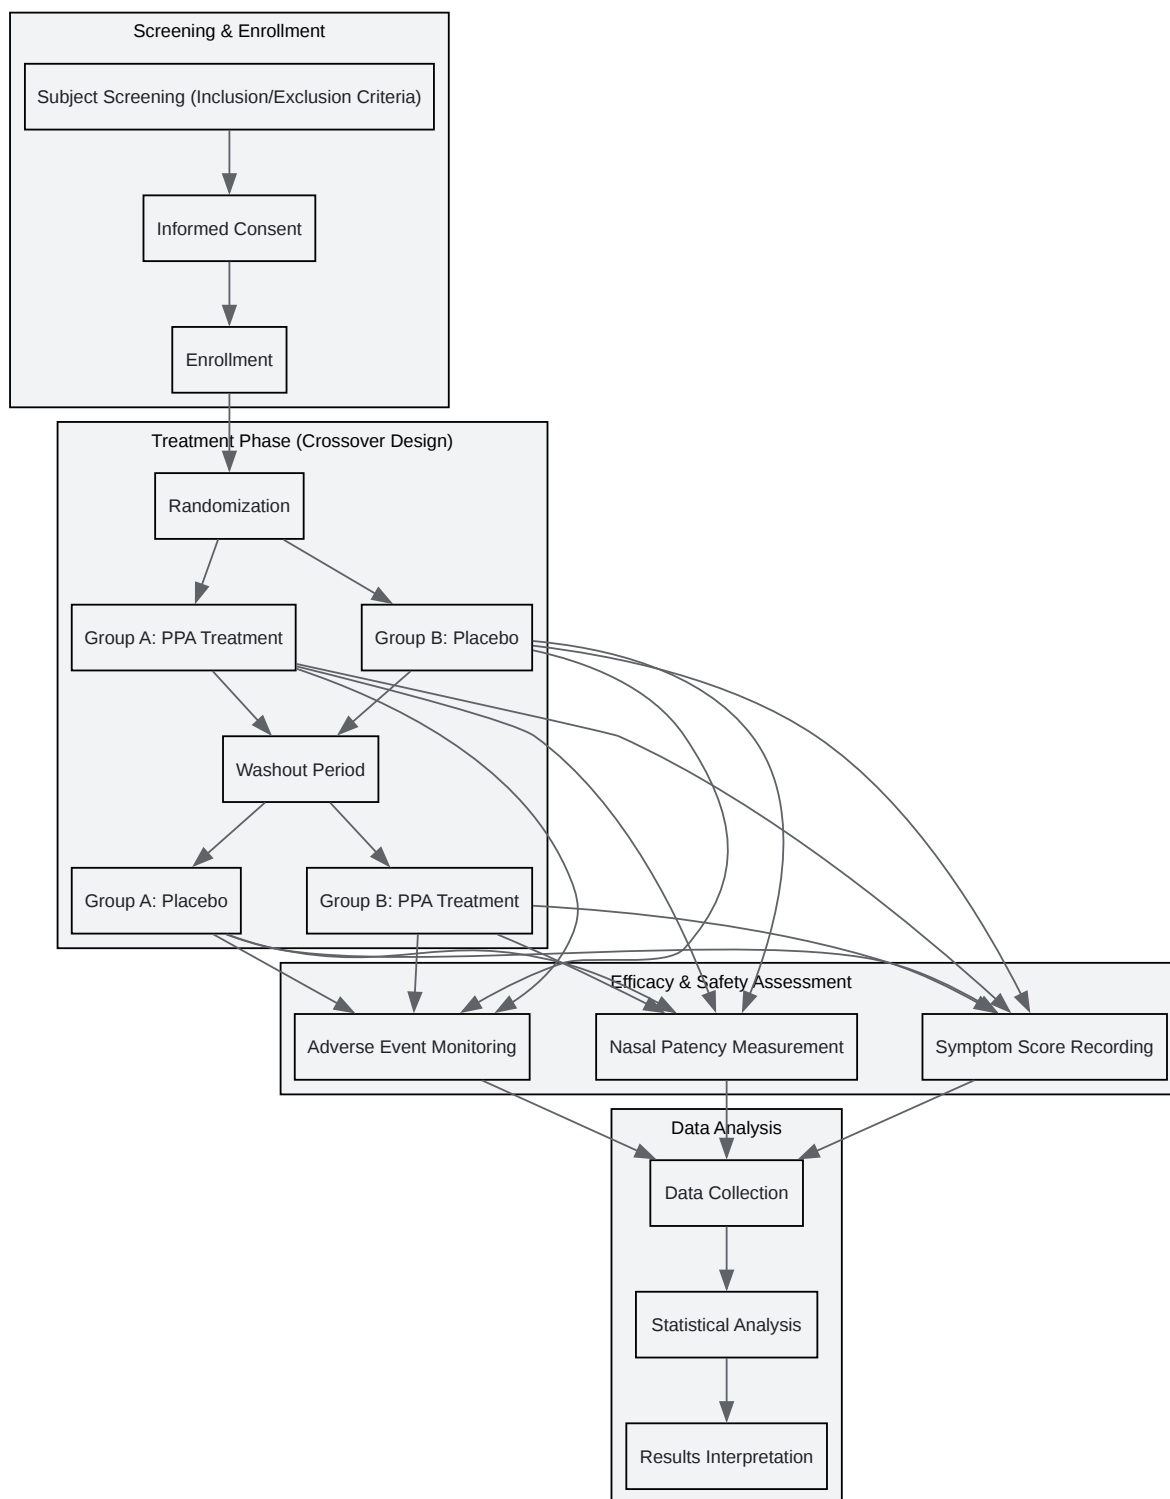 Screening & Enrollment
Subject Screening (Inclusion/Exclusion Criteria)
Informed Consent
Enrollment
Treatment Phase (Crossover Design)
Randomization
Group A: PPA Treatment
Group B: Placebo
Washout Period
Group A: Placebo
Group B: PPA Treatment
Efficacy & Safety Assessment
Adverse Event Monitoring
Nasal Patency Measurement
Symptom Score Recording
Data Analysis
Data Collection
Statistical Analysis
Results Interpretation